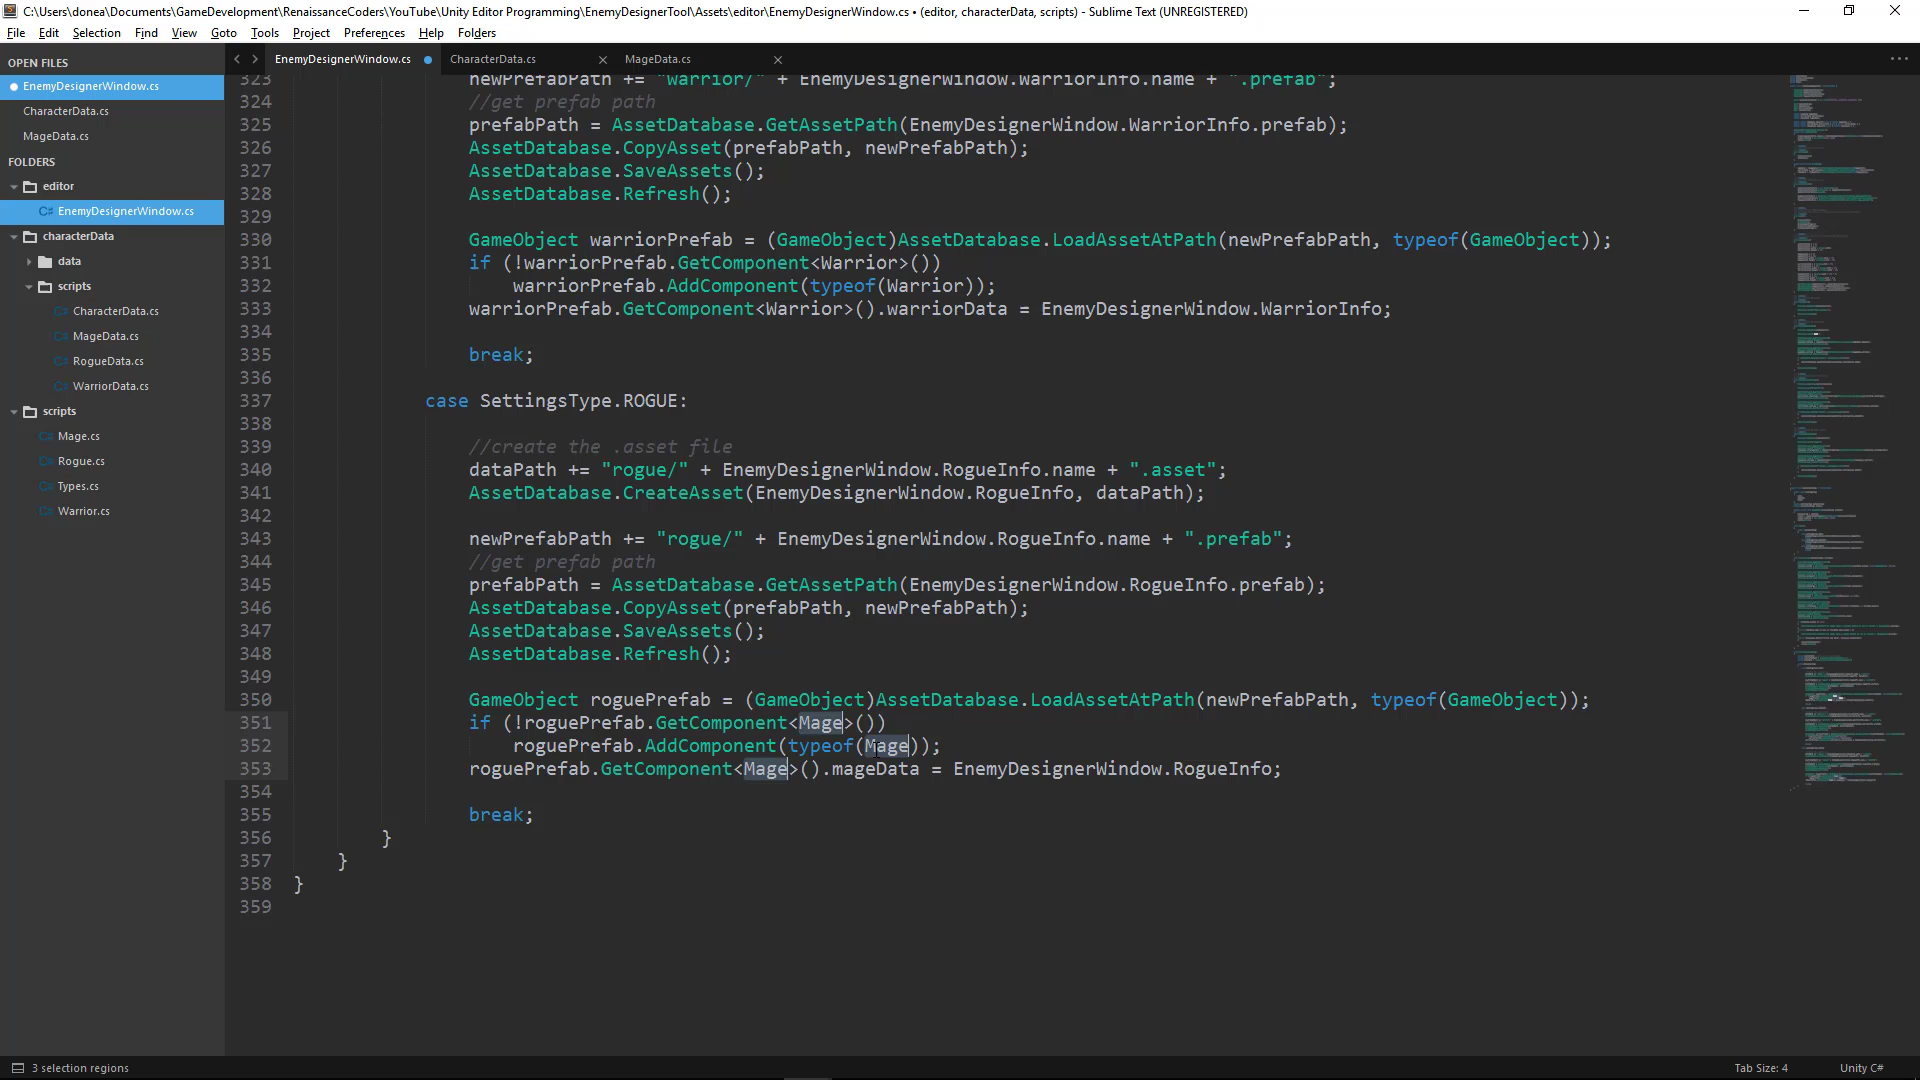 C:\Users\donea\Documents\GameDevelopment\RenaissanceCoders\YouTube\Unity Editor Programming\EnemyDesignerTool\Assets\editor\EnemyDesignerWindow.cs • (editor, characterData, scripts) - Sublime Text (UNREGISTERED)
File Edit Selection Find View Goto Tools Project Preferences Help Folders
OPEN FILES
EnemyDesignerWindow.cs
CharacterData.cs
MageData.cs
FOLDERS
editor
C# EnemyDesignerWindow.cs
characterData
data
scripts
C# CharacterData.cs
C# MageData.cs
C# RogueData.cs
C# WarriorData.cs
scripts
C# Mage.cs
C# Rogue.cs
C# Types.cs
C# Warrior.cs
EnemyDesignerWindow.cs CharacterData.cs MageData.cs
323 newPrefabPath += "warrior/" + EnemyDesignerWindow.WarriorInfo.name + ".prefab";
324 //get prefab path
325 prefabPath = AssetDatabase.GetAssetPath(EnemyDesignerWindow.WarriorInfo.prefab);
326 AssetDatabase.CopyAsset(prefabPath, newPrefabPath);
327 AssetDatabase.SaveAssets();
328 AssetDatabase.Refresh();
329
330 GameObject warriorPrefab = (GameObject)AssetDatabase.LoadAssetAtPath(newPrefabPath, typeof(GameObject));
331 if (!warriorPrefab.GetComponent<Warrior>())
332 warriorPrefab.AddComponent(typeof(Warrior));
333 warriorPrefab.GetComponent<Warrior>().warriorData = EnemyDesignerWindow.WarriorInfo;
334
335 break;
336
337 case SettingsType.ROGUE:
338
339 //create the .asset file
340 dataPath += "rogue/" + EnemyDesignerWindow.RogueInfo.name + ".asset";
341 AssetDatabase.CreateAsset(EnemyDesignerWindow.RogueInfo, dataPath);
342
343 newPrefabPath += "rogue/" + EnemyDesignerWindow.RogueInfo.name + ".prefab";
344 //get prefab path
345 prefabPath = AssetDatabase.GetAssetPath(EnemyDesignerWindow.RogueInfo.prefab);
346 AssetDatabase.CopyAsset(prefabPath, newPrefabPath);
347 AssetDatabase.SaveAssets();
348 AssetDatabase.Refresh();
349
350 GameObject roguePrefab = (GameObject)AssetDatabase.LoadAssetAtPath(newPrefabPath, typeof(GameObject));
351 if (!roguePrefab.GetComponent<Mage>())
352 roguePrefab.AddComponent(typeof(Mage));
353 roguePrefab.GetComponent<Mage>().mageData = EnemyDesignerWindow.RogueInfo;
354
355 break;
356 }
357 }
358 }
359
3 selection regions Tab Size: 4 Unity C#